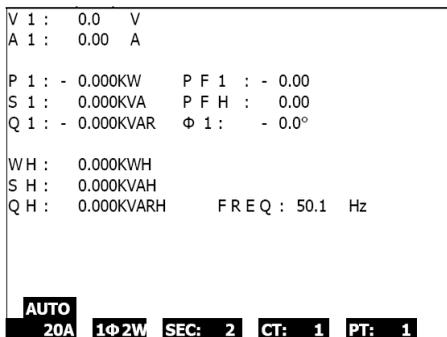 V 1 : 0.0 V
A 1 : 0.00 A
P 1 : - 0.000KW P F 1 : - 0.00
S 1 : 0.000KVA P F H : 0.00
Q 1 : - 0.000KVAR Φ 1 : - 0.0°
W H : 0.000KWH
S H : 0.000KVAH
Q H : 0.000KVARH F R E Q : 50.1 Hz
AUTO
20A 1Φ2W SEC: 2 CT: 1 PT: 1